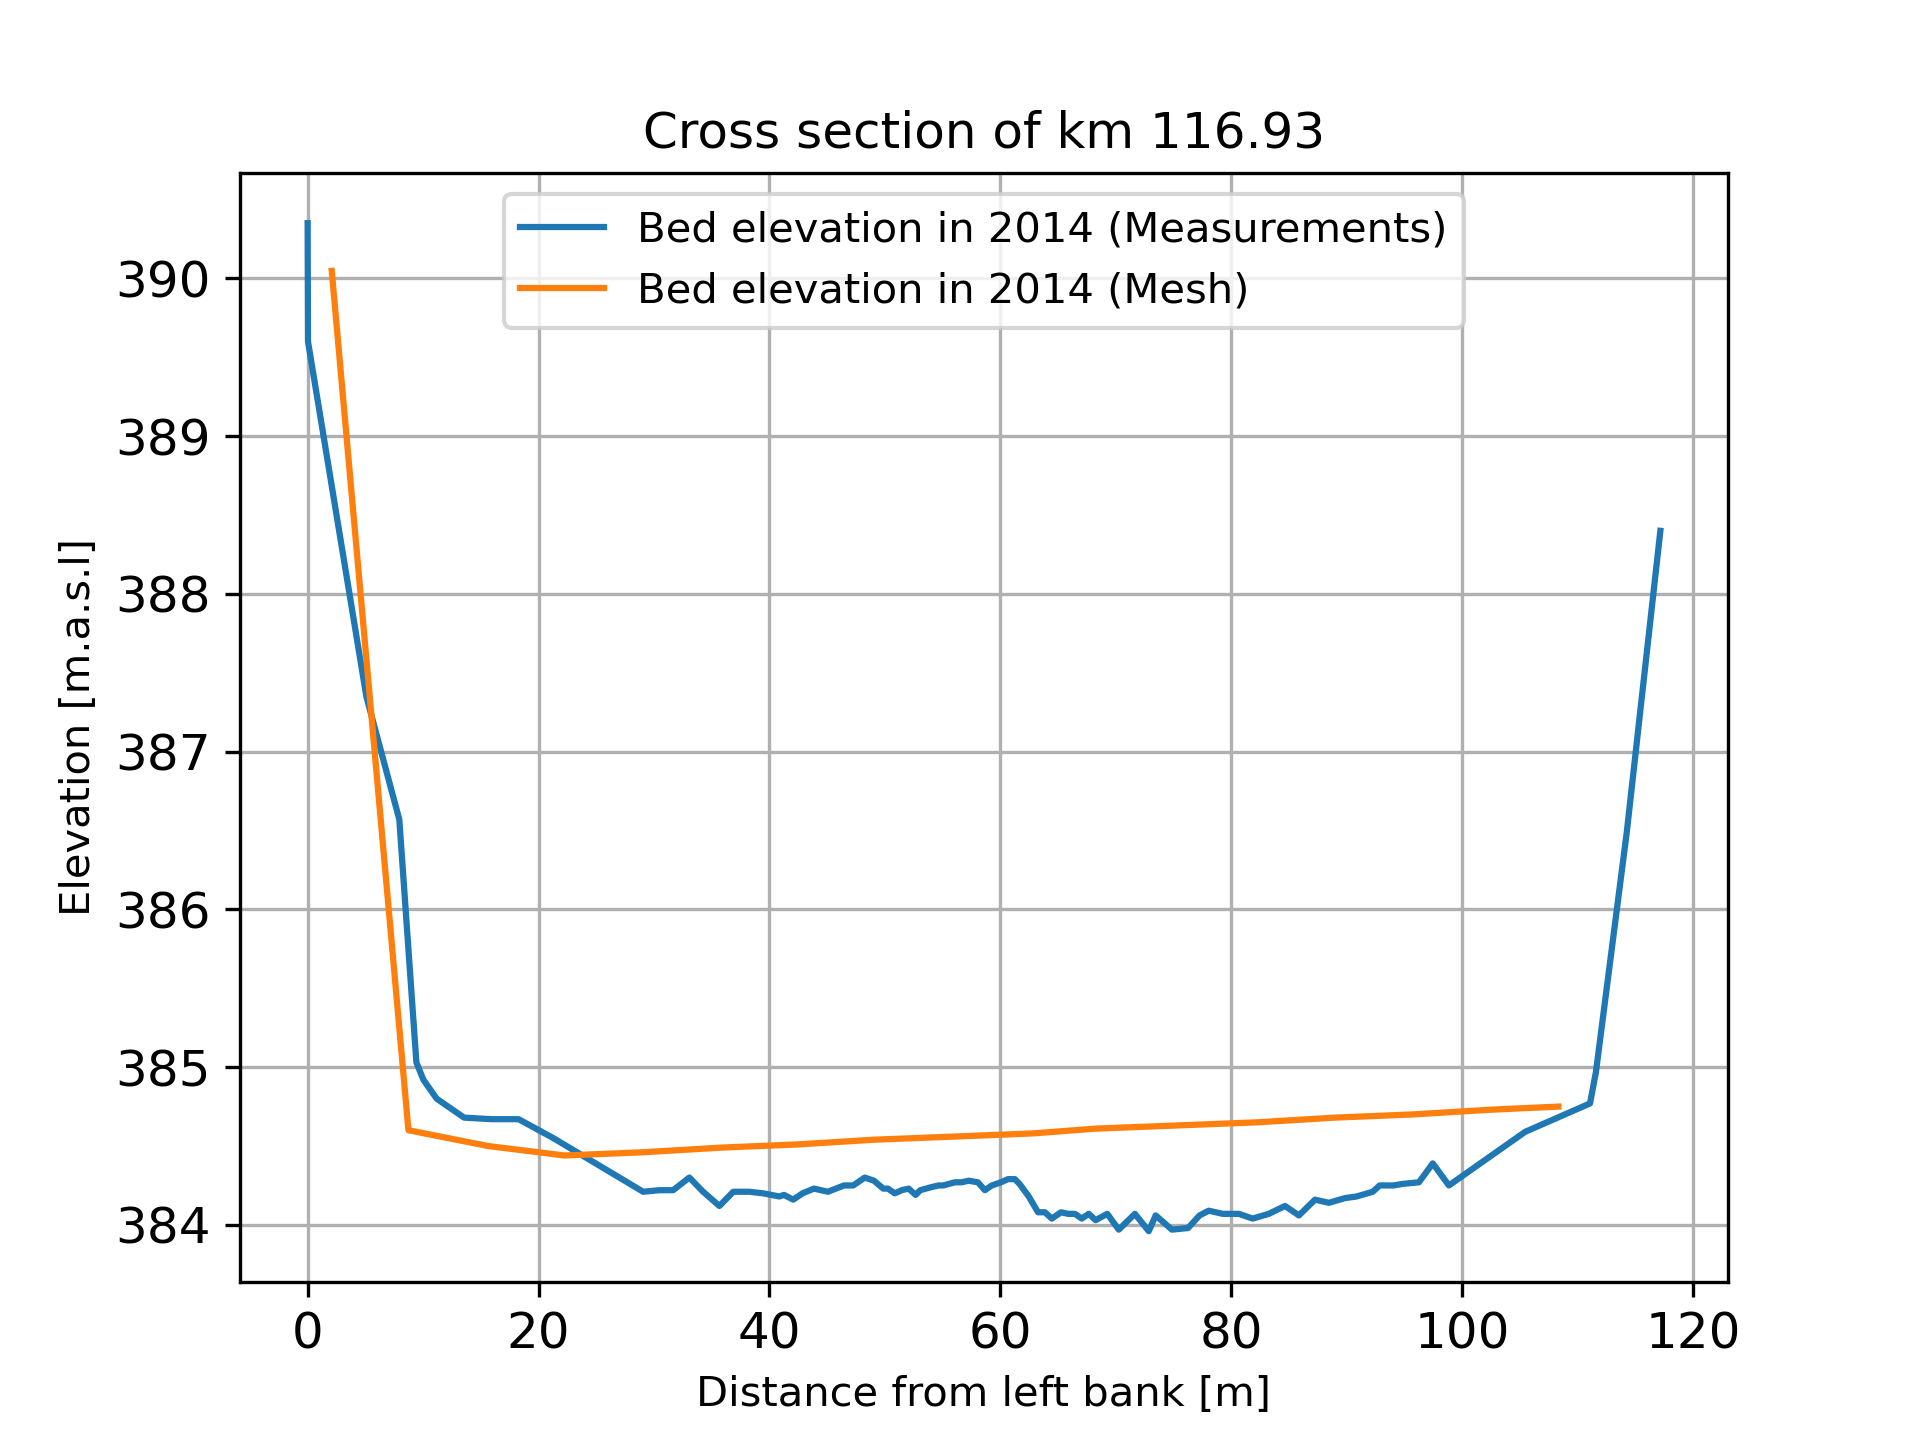 Cross section of km 116.93
Bed elevation in 2014 (Measurements)
Bed elevation in 2014 (Mesh)
390
389
388
387
386
385
384
Elevation [m.a.s.l]
0 20 40 60 80 100 120
Distance from left bank [m]